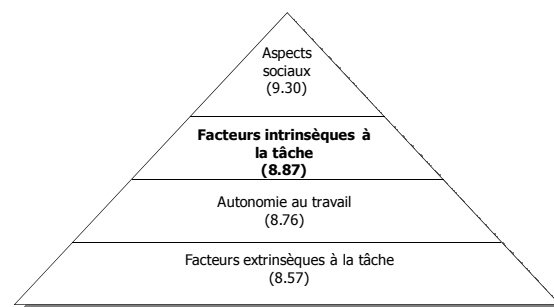 Aspects
sociaux
(9.30)
Facteurs intrinsèques à
la tâche
(8.87)
Autonomie au travail
(8.76)
Facteurs extrinsèques à la tâche
(8.57)